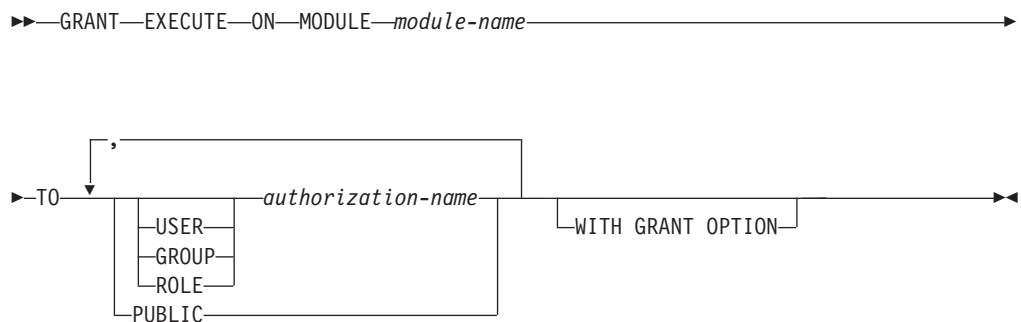 GRANT EXECUTE ON MODULE module-name
,
TO authorization-name
USER WITH GRANT OPTION
GROUP
ROLE
PUBLIC